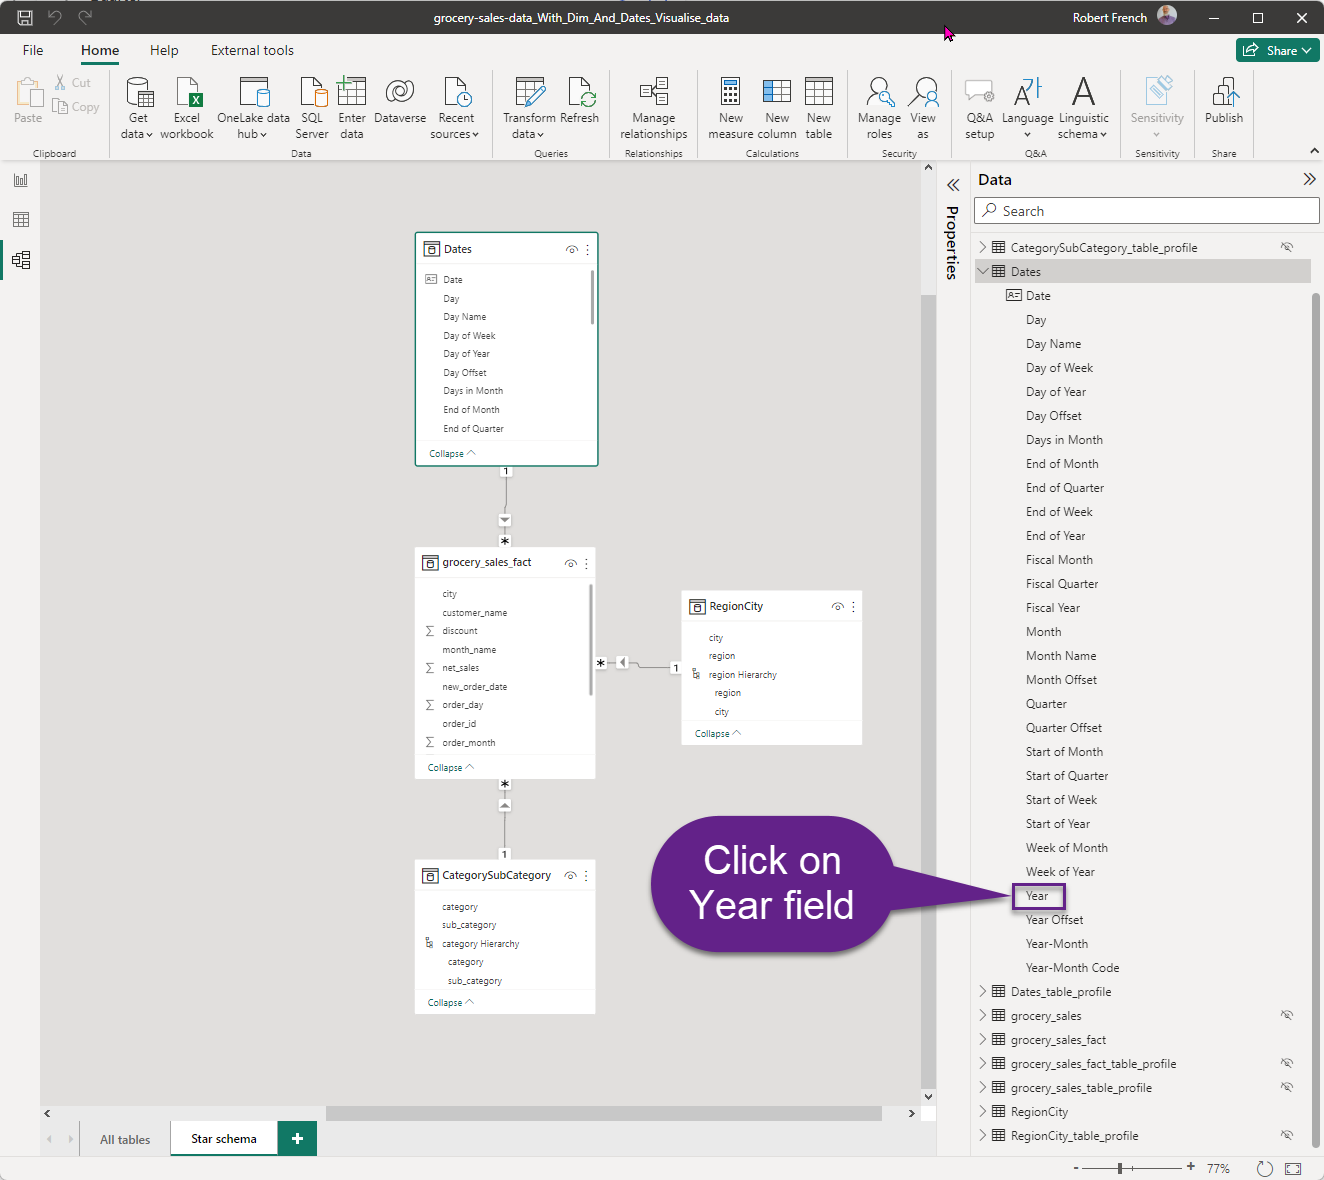 grocery-sales-data_With_Dim_And_Dates_Visualise_data
Robert French
File
Home
Help
External tools
Share
Paste
Cut
Copy
Get data
Excel workbook
OneLake data hub
SQL Server
Enter data
Dataverse
Recent sources
Transform data
Refresh
Manage relationships
New measure
New column
New table
Manage roles
View as
Q&A setup
Language
Linguistic schema
Sensitivity
Publish
Clipboard
Data
Queries
Relationships
Calculations
Security
Q&A
Sensitivity
Share
Dates
Date
Day
Day Name
Day of Week
Day of Year
Day Offset
Days in Month
End of Month
End of Quarter
Collapse
1
*
grocery_sales_fact
city
customer_name
discount
month_name
net_sales
new_order_date
order_day
order_id
order_month
Collapse
*
1
RegionCity
city
region
region Hierarchy
region
city
Collapse
*
1
CategorySubCategory
category
sub_category
category Hierarchy
category
sub_category
Collapse
Click on
Year field
Properties
Data
Search
CategorySubCategory_table_profile
Dates
Date
Day
Day Name
Day of Week
Day of Year
Day Offset
Days in Month
End of Month
End of Quarter
End of Week
End of Year
Fiscal Month
Fiscal Quarter
Fiscal Year
Month
Month Name
Month Offset
Quarter
Quarter Offset
Start of Month
Start of Quarter
Start of Week
Start of Year
Week of Month
Week of Year
Year
Year Offset
Year-Month
Year-Month Code
Dates_table_profile
grocery_sales
grocery_sales_fact
grocery_sales_fact_table_profile
grocery_sales_table_profile
RegionCity
RegionCity_table_profile
All tables
Star schema
+
- + 77%